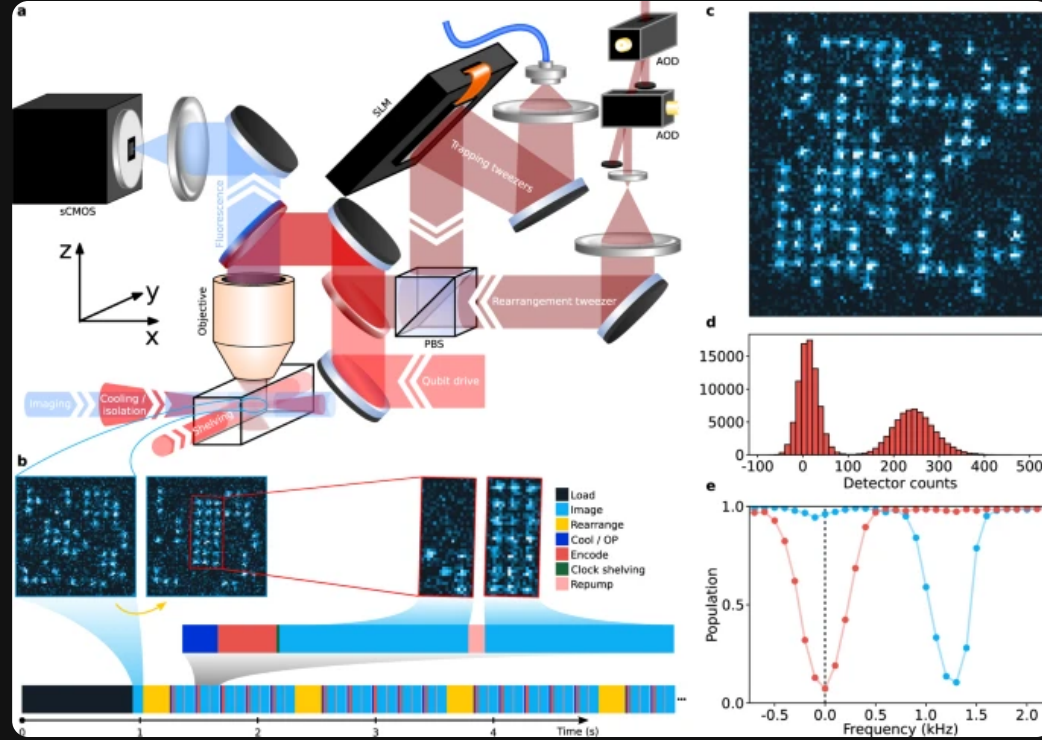 a
sCMOS
Fluorescence
SLM
Trapping tweezers
AOD
AOD
z
y
x
Objective
PBS
Rearrangement tweezer
Qubit drive
Imaging
Cooling /
isolation
Shelving
b
Load
Image
Rearrange
Cool / OP
Encode
Clock shelving
Repump
...
0
1
2
3
4
Time (s)
c
d
15000
10000
5000
0
-100
0
100
200
300
400
500
Detector counts
e
1.0
0.5
0.0
Population
-0.5
0.0
0.5
1.0
1.5
2.0
Frequency (kHz)